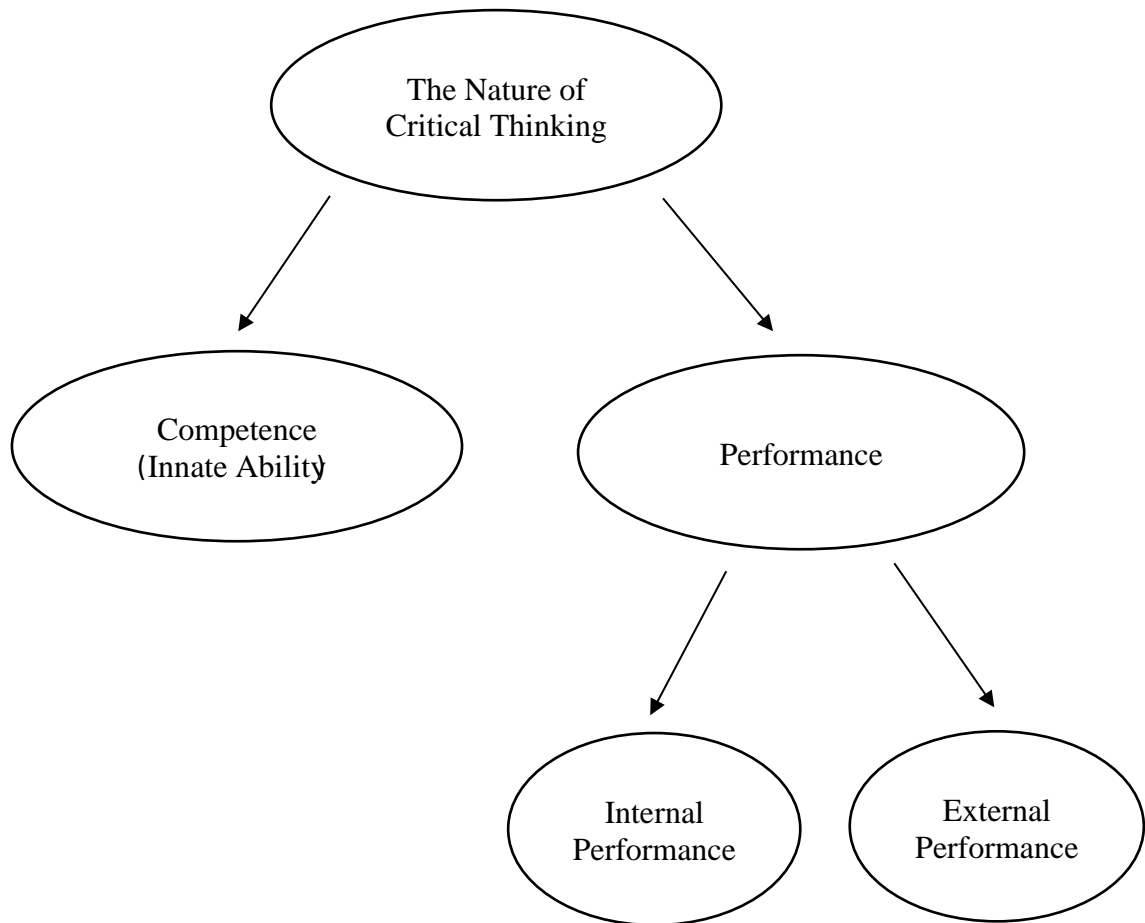 The Nature of
Critical Thinking
Competence
(Innate Ability)
Performance
Internal
Performance
External
Performance